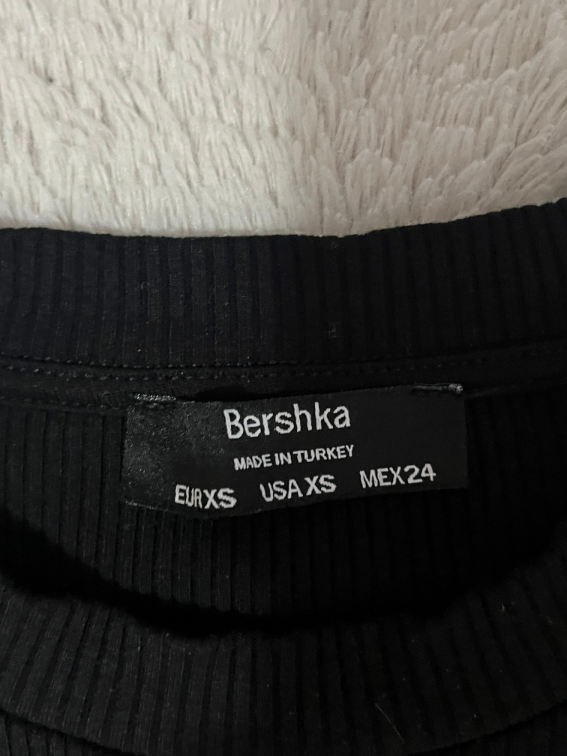 Bershka
MADE IN TURKEY
EUR XS USA XS MEX 24